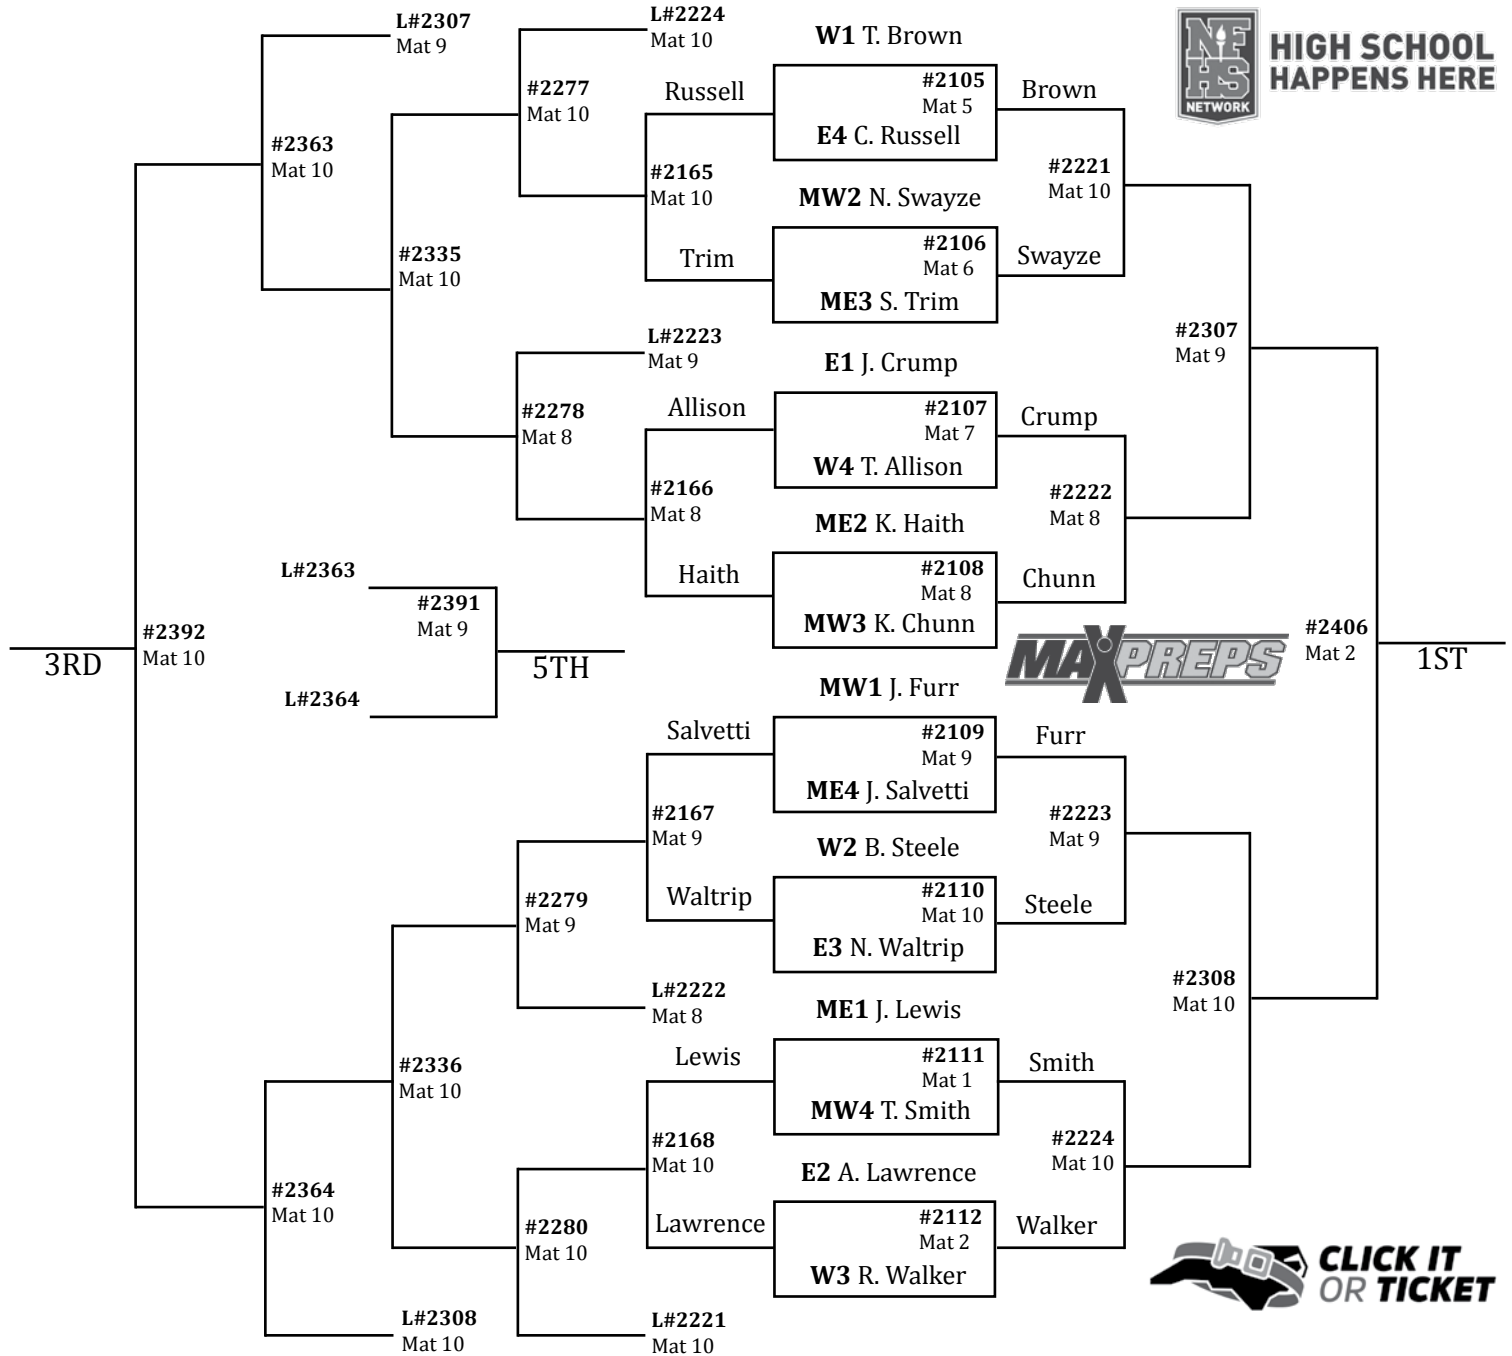 L#2307
Mat 9
L#2224
Mat 10
W1 T. Brown
NFHS
NETWORK
HIGH SCHOOL
HAPPENS HERE
#2277
Mat 10
Russell
#2105
Mat 5
Brown
E4 C. Russell
#2363
Mat 10
#2165
Mat 10
#2221
Mat 10
MW2 N. Swayze
#2335
Mat 10
Trim
#2106
Mat 6
Swayze
ME3 S. Trim
L#2223
Mat 9
#2307
Mat 9
E1 J. Crump
#2278
Mat 8
Allison
#2107
Mat 7
Crump
W4 T. Allison
#2166
Mat 8
#2222
Mat 8
ME2 K. Haith
L#2363
Haith
#2108
Mat 8
Chunn
MW3 K. Chunn
#2391
Mat 9
#2392
Mat 10
MAXPREPS
#2406
Mat 2
3RD
5TH
1ST
L#2364
MW1 J. Furr
Salvetti
#2109
Mat 9
Furr
ME4 J. Salvetti
#2167
Mat 9
#2223
Mat 9
W2 B. Steele
#2279
Mat 9
Waltrip
#2110
Mat 10
Steele
E3 N. Waltrip
L#2222
Mat 8
#2308
Mat 10
ME1 J. Lewis
#2336
Mat 10
Lewis
#2111
Mat 1
Smith
MW4 T. Smith
#2168
Mat 10
#2224
Mat 10
E2 A. Lawrence
#2364
Mat 10
#2280
Mat 10
Lawrence
#2112
Mat 2
Walker
W3 R. Walker
CLICK IT
OR TICKET
L#2308
Mat 10
L#2221
Mat 10